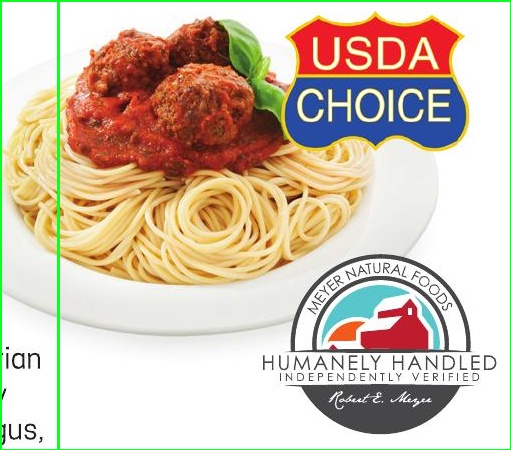 USDA
CHOICE
MEYER NATURAL FOODS
HUMANELY HANDLED
INDEPENDENTLY VERIFIED
Robert E. Meyer
rian
y
gus,